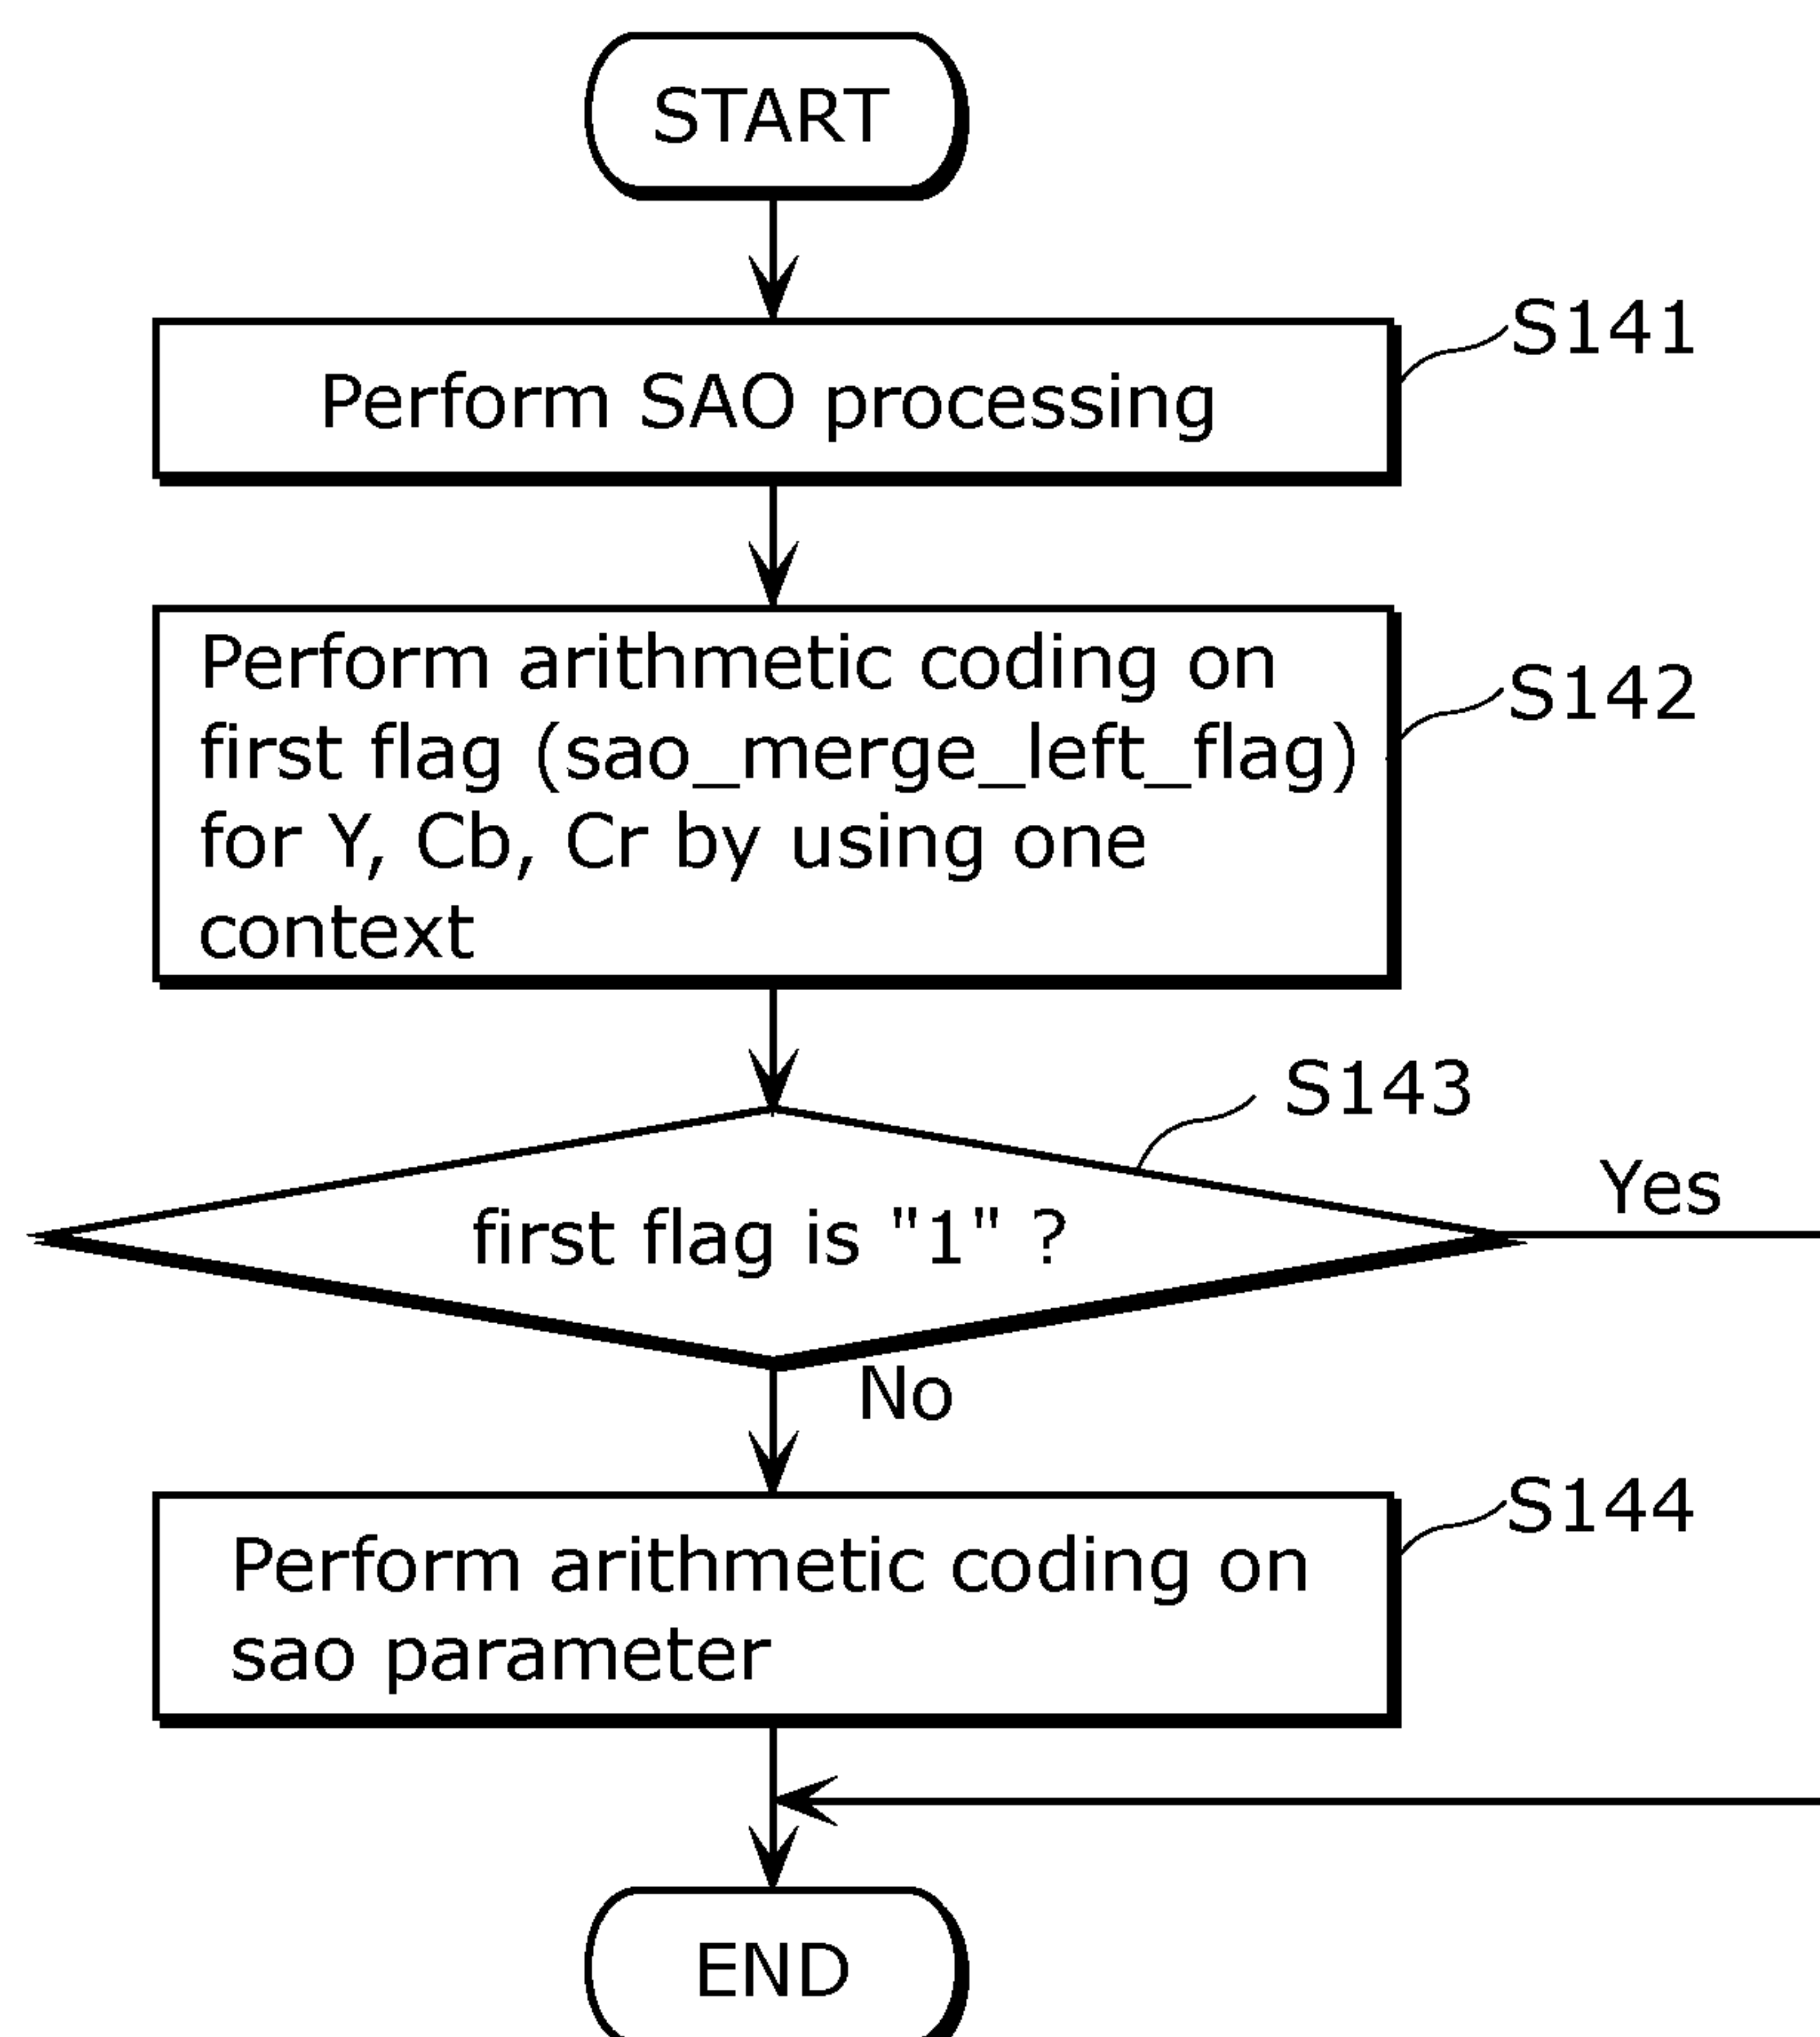 START
Perform SAO processing
S141
Perform arithmetic coding on
first flag (sao_merge_left_flag)
for Y, Cb, Cr by using one
context
S142
S143
first flag is "1" ?
Yes
No
Perform arithmetic coding on
sao parameter
S144
END